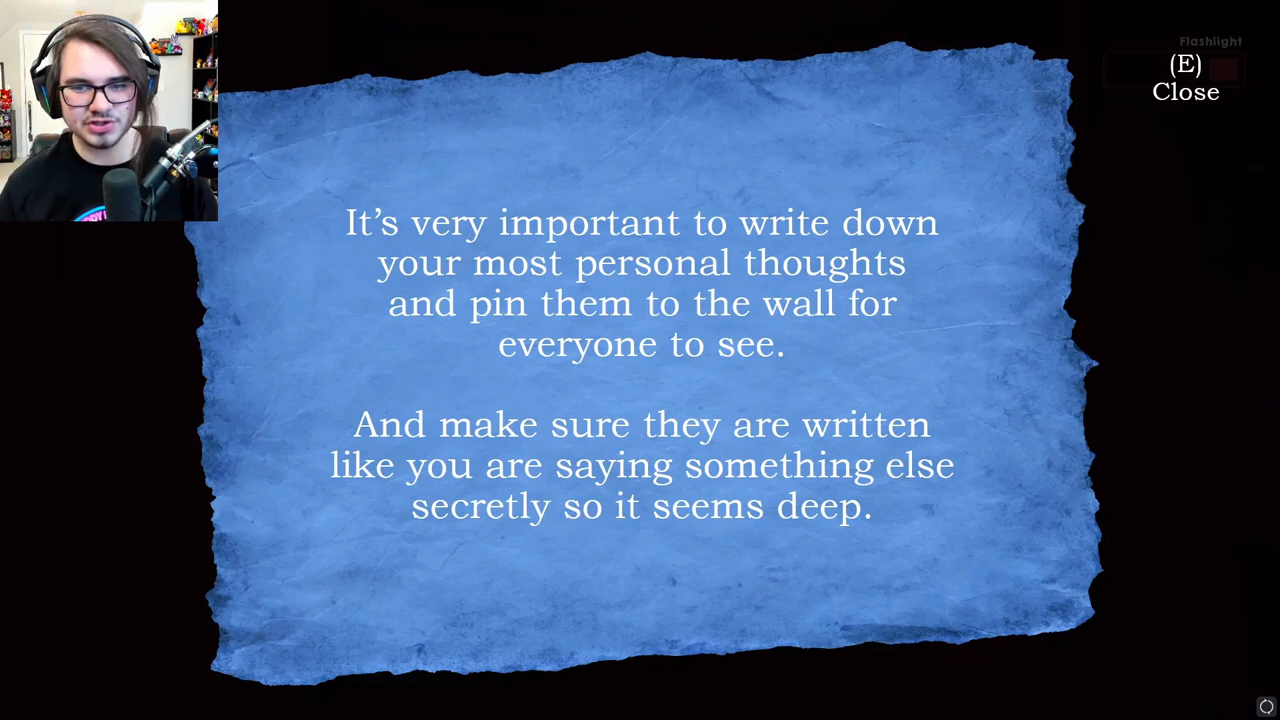 Flashlight
(E)
Close
It's very important to write down
your most personal thoughts
and pin them to the wall for
everyone to see.
And make sure they are written
like you are saying something else
secretly so it seems deep.